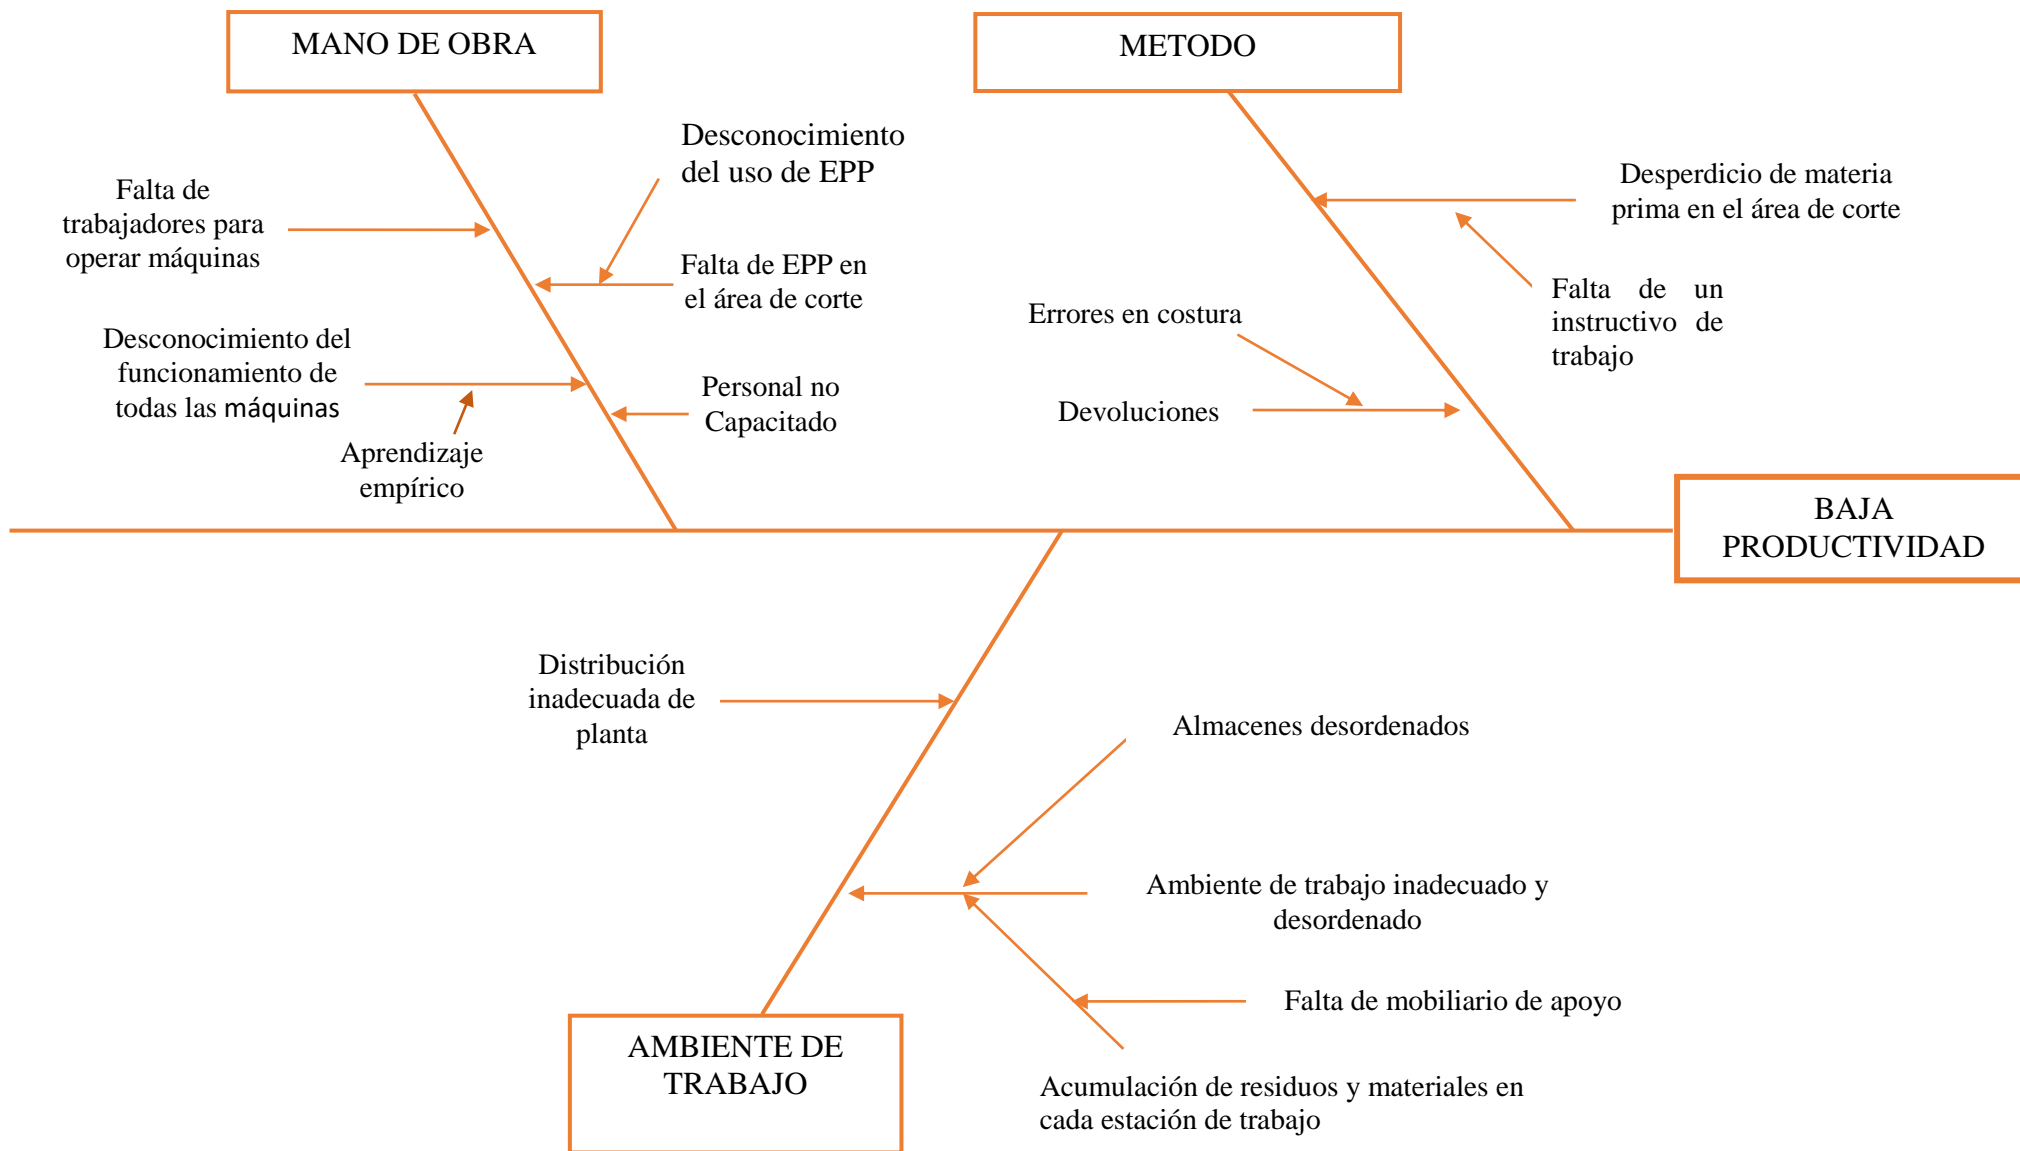 MANO DE OBRA
METODO
Desconocimiento
del uso de EPP
Falta de
trabajadores para
operar máquinas
Desperdicio de materia
prima en el área de corte
Falta de EPP en
el área de corte
Falta de un
instructivo de
trabajo
Errores en costura
Desconocimiento del
funcionamiento de
todas las máquinas
Personal no
Capacitado
Devoluciones
Aprendizaje
empírico
BAJA
PRODUCTIVIDAD
Distribución
inadecuada de
planta
Almacenes desordenados
Ambiente de trabajo inadecuado y
desordenado
Falta de mobiliario de apoyo
AMBIENTE DE
TRABAJO
Acumulación de residuos y materiales en
cada estación de trabajo